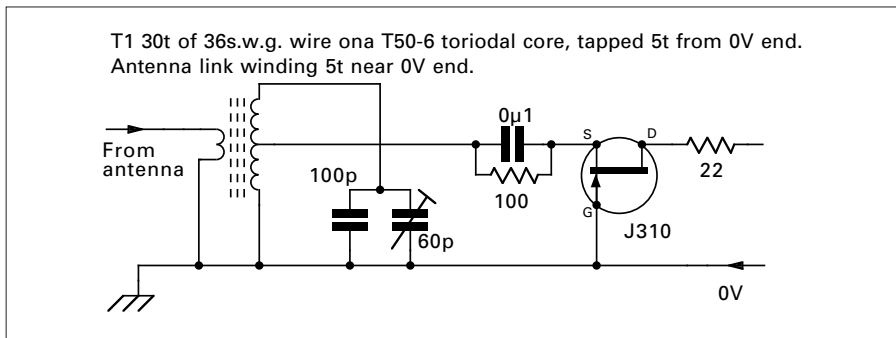 T1 30t of 36s.w.g. wire ona T50-6 toriodal core, tapped 5t from 0V end.
Antenna link winding 5t near 0V end.
0µ1
S
D
From
antenna
100p
100
22
G
J310
60p
0V